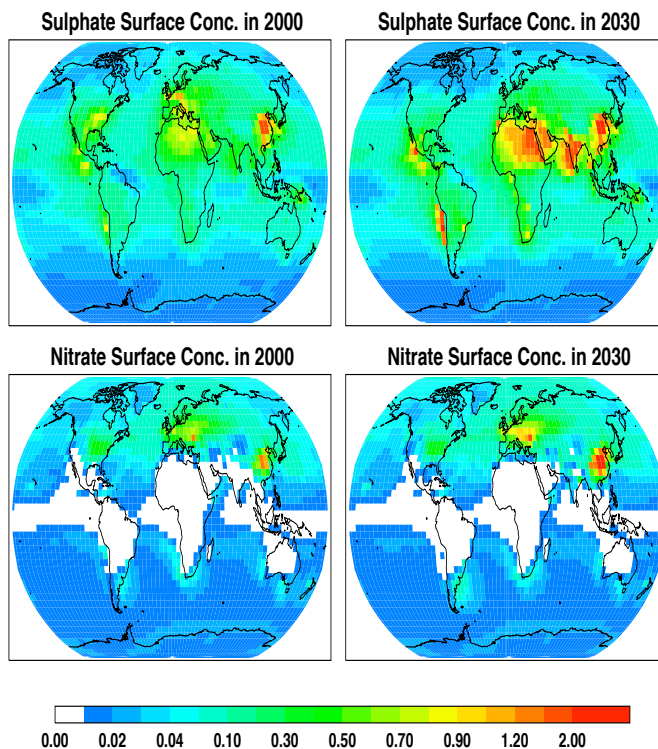 Sulphate Surface Conc. in 2000
Sulphate Surface Conc. in 2030
Nitrate Surface Conc. in 2000
Nitrate Surface Conc. in 2030
0.00 0.02 0.04 0.10 0.30 0.50 0.70 0.90 1.20 2.00